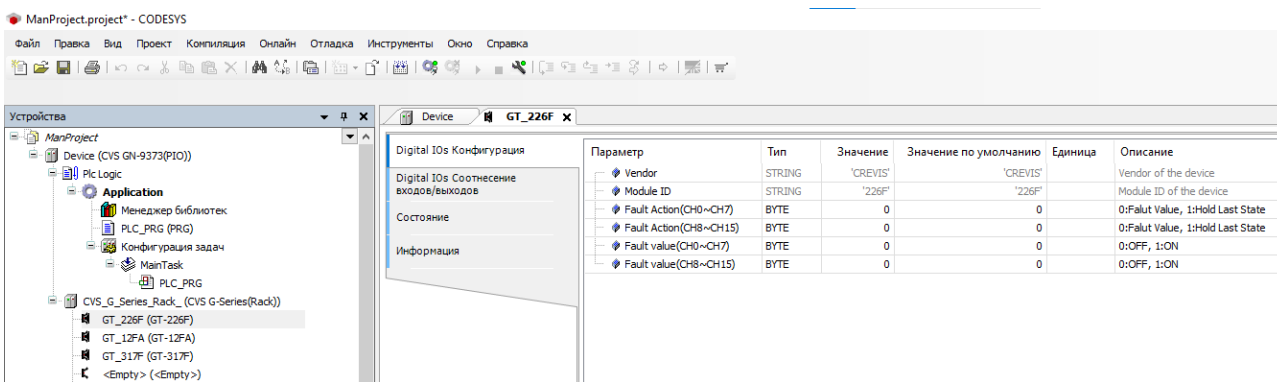 ManProject.project* - CODESYS
Файл Правка Вид Проект Компиляция Онлайн Отладка Инструменты Окно Справка
Устройства
ManProject
Device (CVS GN-9373(PIO))
Plc Logic
Application
Менеджер библиотек
PLC_PRG (PRG)
Конфигурация задач
MainTask
PLC_PRG
CVS_G_Series_Rack_ (CVS G-Series(Rack))
GT_226F (GT-226F)
GT_12FA (GT-12FA)
GT_317F (GT-317F)
<Empty> (<Empty>)
Device GT_226F
Digital IOs Конфигурация
Digital IOs Соотнесение
входов/выходов
Состояние
Информация
Параметр Тип Значение Значение по умолчанию Единица Описание
Vendor STRING 'CREVIS' 'CREVIS' Vendor of the device
Module ID STRING '226F' '226F' Module ID of the device
Fault Action(CH0~CH7) BYTE 0 0 0:Falut Value, 1:Hold Last State
Fault Action(CH8~CH15) BYTE 0 0 0:Falut Value, 1:Hold Last State
Fault value(CH0~CH7) BYTE 0 0 0:OFF, 1:ON
Fault value(CH8~CH15) BYTE 0 0 0:OFF, 1:ON